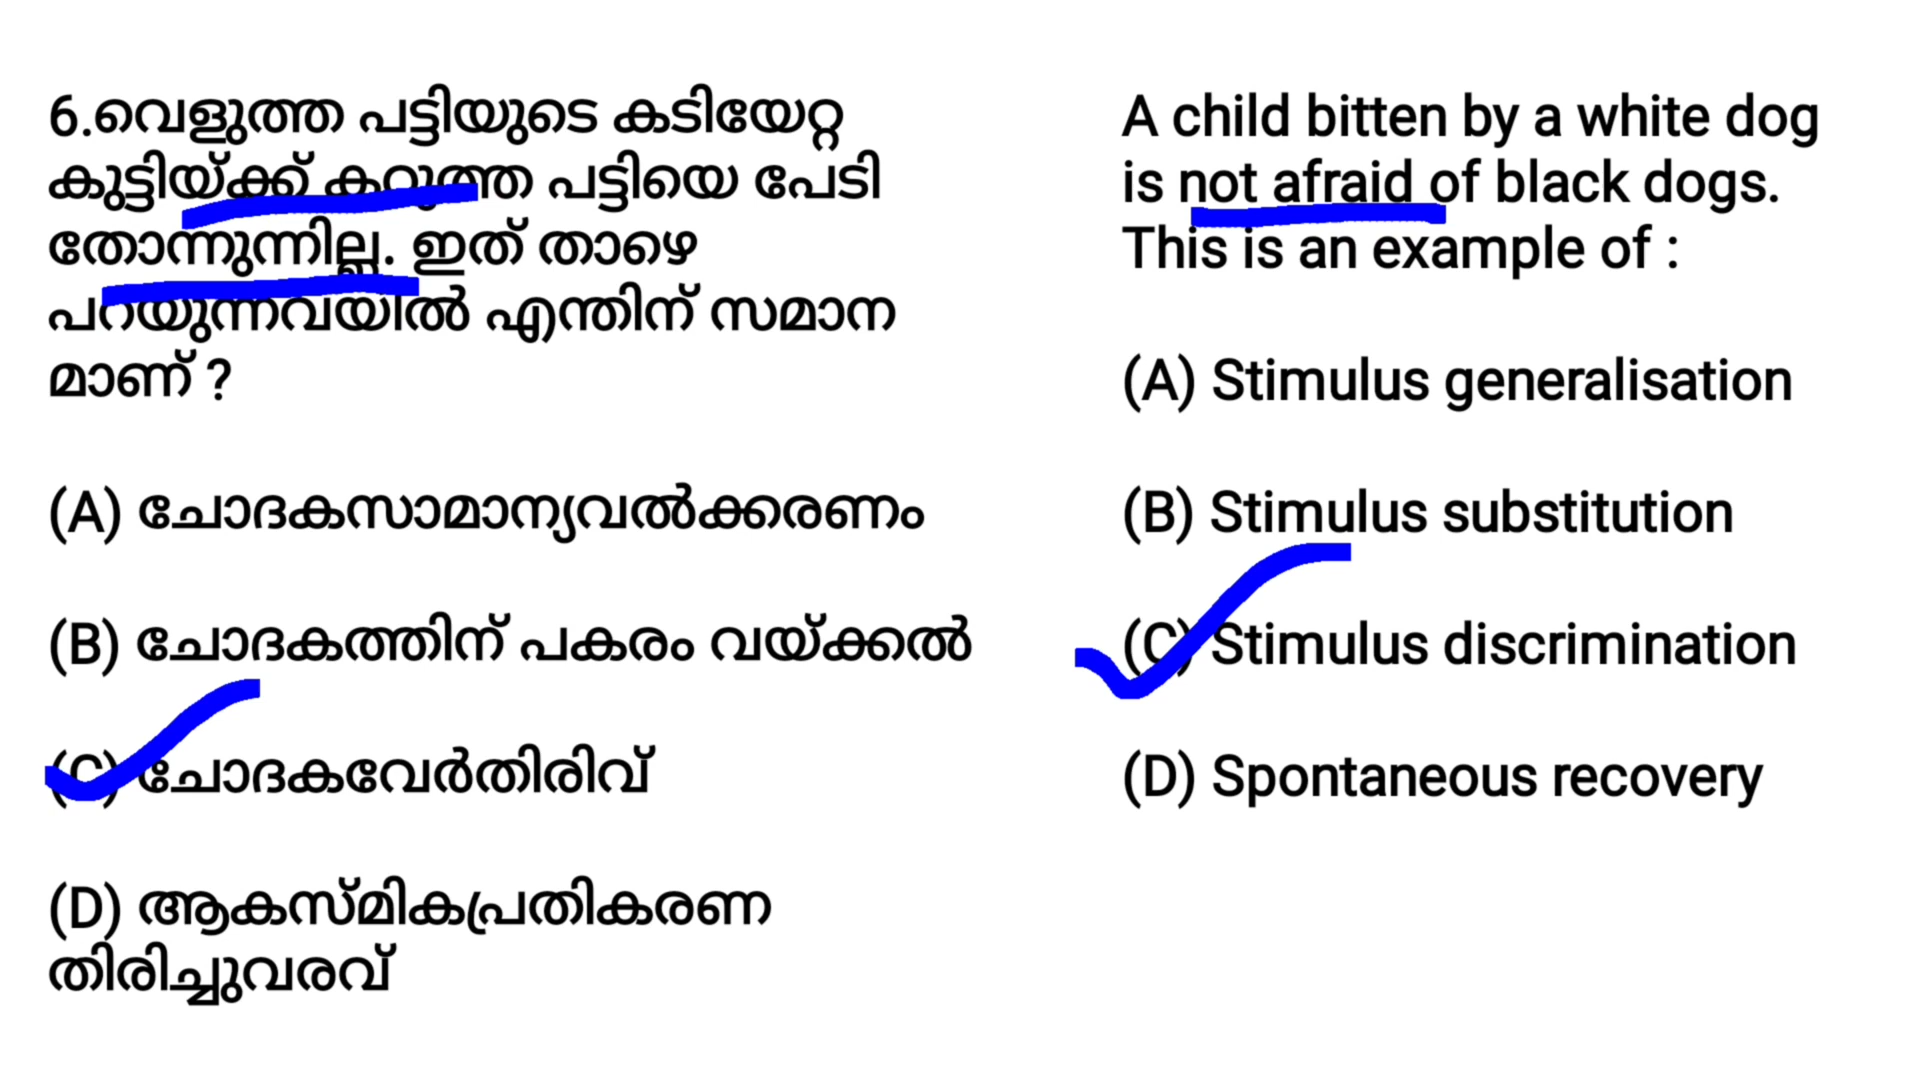 6.വെളുത്ത പട്ടിയുടെ കടിയേറ്റ
കുട്ടിയ്ക്ക് കറുത്ത പട്ടിയെ പേടി
തോന്നുന്നില്ല. ഇത് താഴെ
പറയുന്നവയിൽ എന്തിന് സമാന
മാണ് ?
(A) ചോദകസാമാന്യവൽക്കരണം
(B) ചോദകത്തിന് പകരം വയ്ക്കൽ
(C) ചോദകവേർതിരിവ്
(D) ആകസ്മികപ്രതികരണ
തിരിച്ചുവരവ്
A child bitten by a white dog
is not afraid of black dogs.
This is an example of :
(A) Stimulus generalisation
(B) Stimulus substitution
(C) Stimulus discrimination
(D) Spontaneous recovery